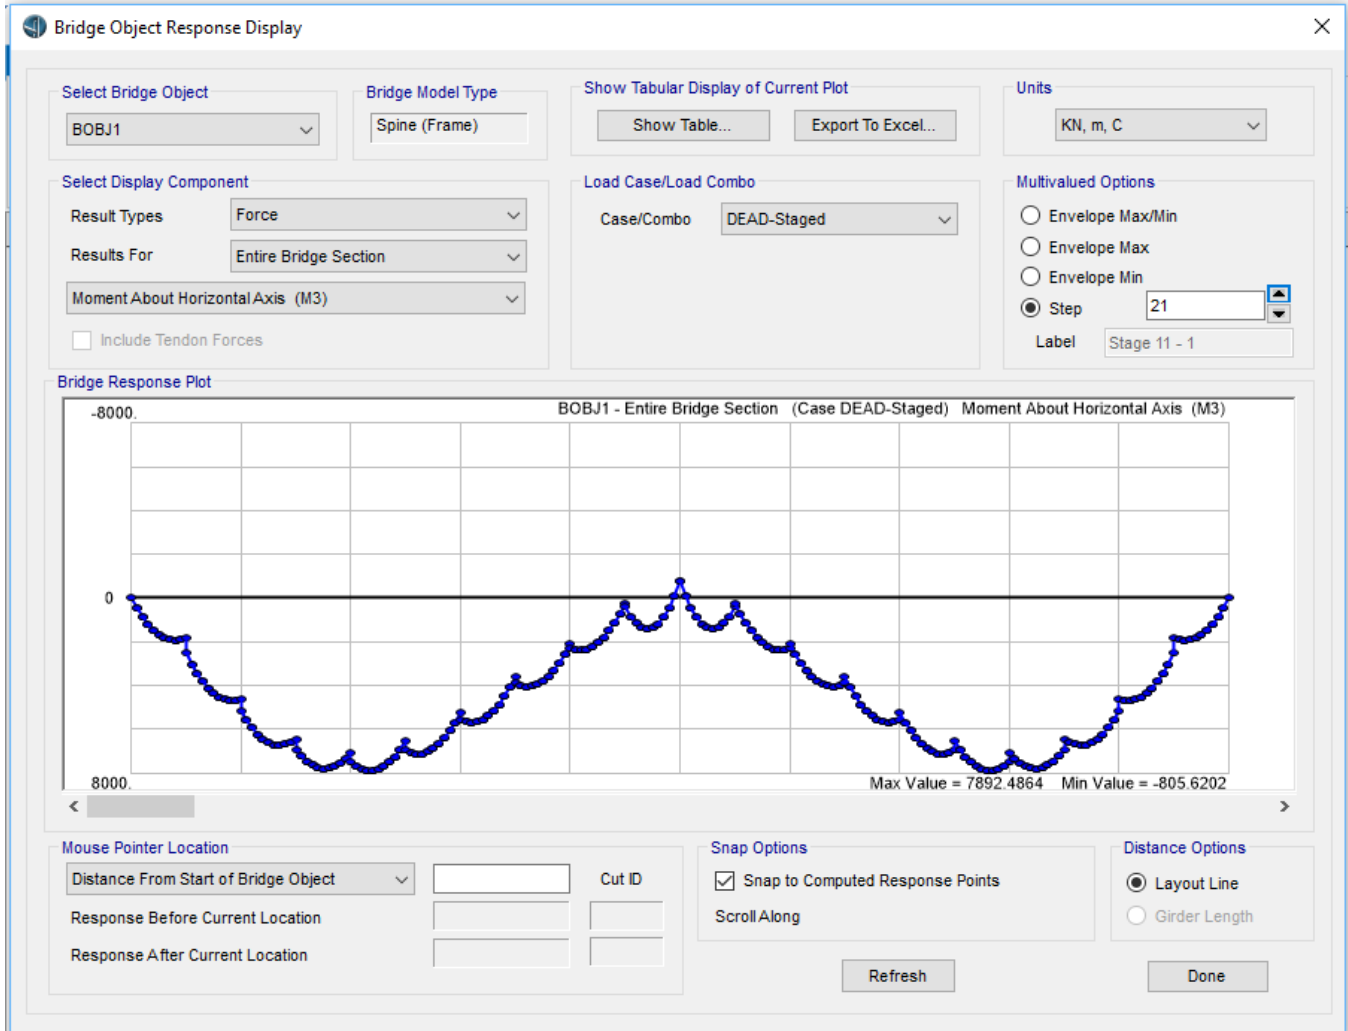 Bridge Object Response Display
Select Bridge Object
BOBJ1
Bridge Model Type
Spine (Frame)
Show Tabular Display of Current Plot
Show Table...
Export To Excel...
Units
KN, m, C
Select Display Component
Result Types
Force
Results For
Entire Bridge Section
Moment About Horizontal Axis (M3)
Include Tendon Forces
Load Case/Load Combo
Case/Combo
DEAD-Staged
Multivalued Options
Envelope Max/Min
Envelope Max
Envelope Min
Step
21
Label
Stage 11 - 1
Bridge Response Plot
-8000.
BOBJ1 - Entire Bridge Section (Case DEAD-Staged) Moment About Horizontal Axis (M3)
0
8000.
Max Value = 7892.4864 Min Value = -805.6202
Mouse Pointer Location
Distance From Start of Bridge Object
Cut ID
Response Before Current Location
Response After Current Location
Snap Options
Snap to Computed Response Points
Scroll Along
Distance Options
Layout Line
Girder Length
Refresh
Done